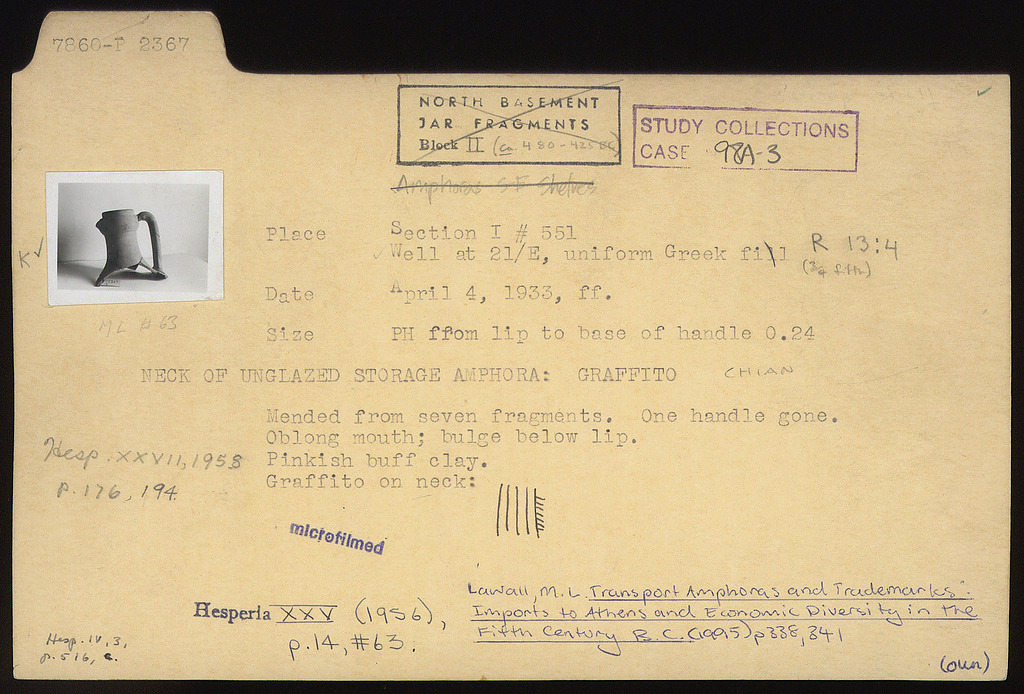 7860-P 2367
NORTH BASEMENT
JAR FRAGMENTS
Block II (ca. 480-425 BC)
STUDY COLLECTIONS
CASE 98A-3
Amphoras SF Shelves
Place Section I # 551
Well at 21/E, uniform Greek fill R 13:4
(3/4 fifth)
K
Date April 4, 1933, ff.
ML #63
Size PH ffom lip to base of handle 0.24
NECK OF UNGLAZED STORAGE AMPHORA: GRAFFITO CHIAN
Mended from seven fragments. One handle gone.
Oblong mouth; bulge below lip.
Hesp. XXVII, 1958 Pinkish buff clay.
p. 176, 194 Graffito on neck:
microfilmed
Lawall, M.L. Transport Amphoras and Trademarks:
Hesperia XXV (1956), Imports to Athens and Economic Diversity in the
p.14, #63. Fifth Century B.C. (1995) p338, 341
Hesp. IV, 3,
p. 516, c.
(over)